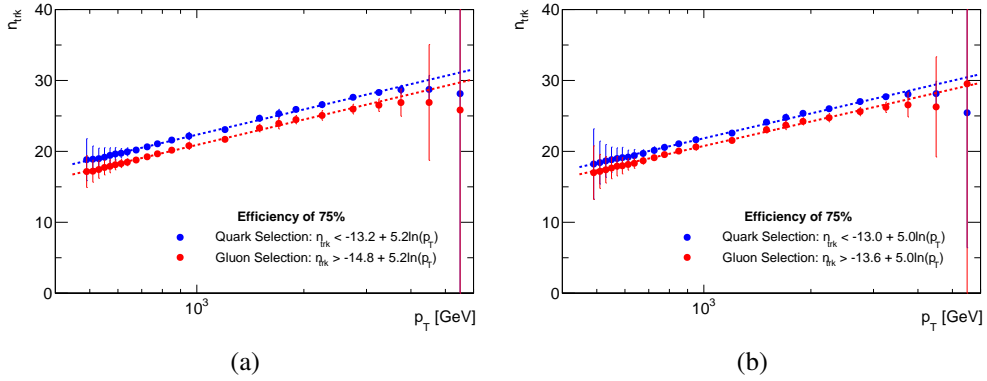 n_trk
40
30
20
10
0
Efficiency of 75%
Quark Selection: n_trk < -13.2 + 5.2ln(p_T)
Gluon Selection: n_trk > -14.8 + 5.2ln(p_T)
10^3
p_T [GeV]
(a)
n_trk
40
30
20
10
0
Efficiency of 75%
Quark Selection: n_trk < -13.0 + 5.0ln(p_T)
Gluon Selection: n_trk > -13.6 + 5.0ln(p_T)
10^3
p_T [GeV]
(b)